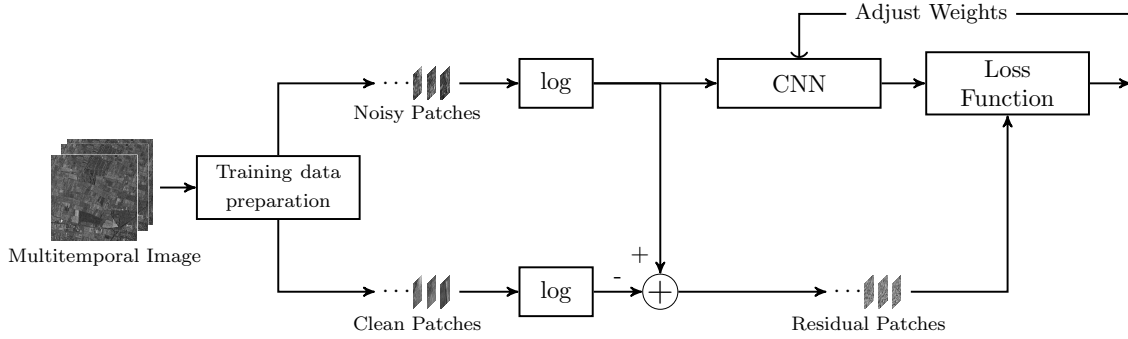 Adjust Weights
Noisy Patches
log
CNN
Loss
Function
Training data
preparation
Multitemporal Image
+
-
+
Clean Patches
log
Residual Patches